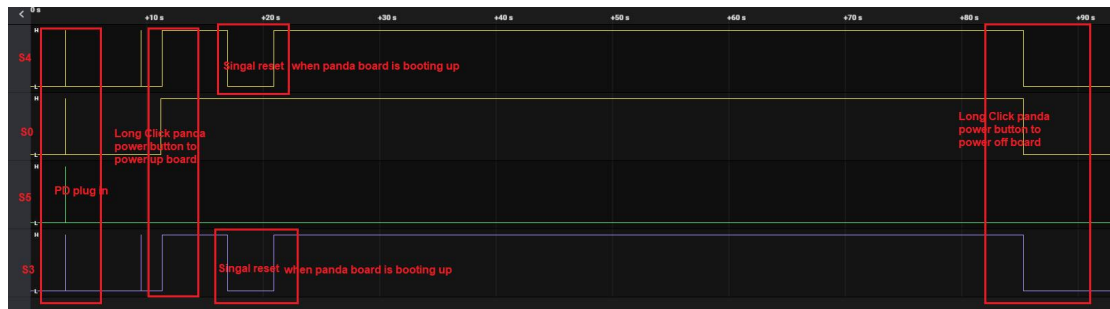 0 s
+10 s
+20 s
+30 s
+40 s
+50 s
+60 s
+70 s
+80 s
+90 s
H
S4
L
Singal reset when panda board is booting up
H
S0
L
Long Click panda
power button to
power up board
Long Click panda
power button to
power off board
H
S5
L
PD plug in
H
S3
L
Singal reset when panda board is booting up